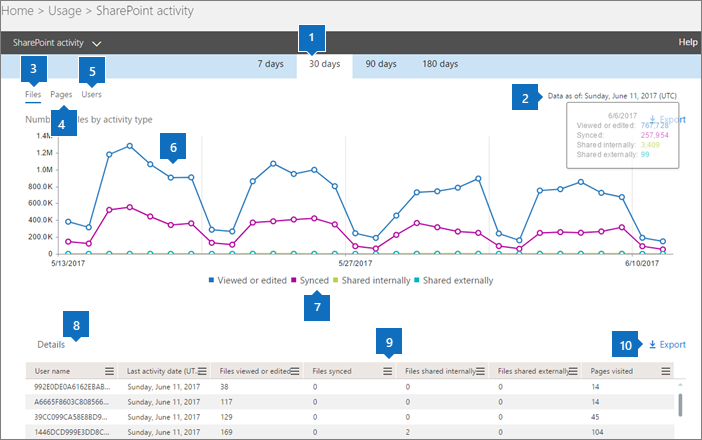 Home > Usage > SharePoint activity
SharePoint activity
Help
1
7 days 30 days 90 days 180 days
3 5
2 Data as of: Sunday, June 11, 2017 (UTC)
Files Pages Users
4
Export
les by activity type
6/6/2017
Viewed or edited: 767,728
Synced: 257,954
Shared internally: 3,408
Shared externally: 99
6
1.4M
1.2M
1.0M
800.0K
600.0K
400.0K
200.0K
0
5/13/2017 5/27/2017 6/10/2017
Viewed or edited Synced Shared internally Shared externally
7
8
Details
9
10 Export
User name Last activity date (UT... Files viewed or edited Files synced Files shared internally Files shared externally Pages visited
992E0DE0A6162EBAB... Sunday, June 11, 2017 38 0 0 0 14
A6665F8603C808566... Sunday, June 11, 2017 117 0 0 0 14
39CC099CA58E8BD9... Sunday, June 11, 2017 129 0 0 0 45
1446DCD999E3DD8C... Sunday, June 11, 2017 169 0 2 0 104